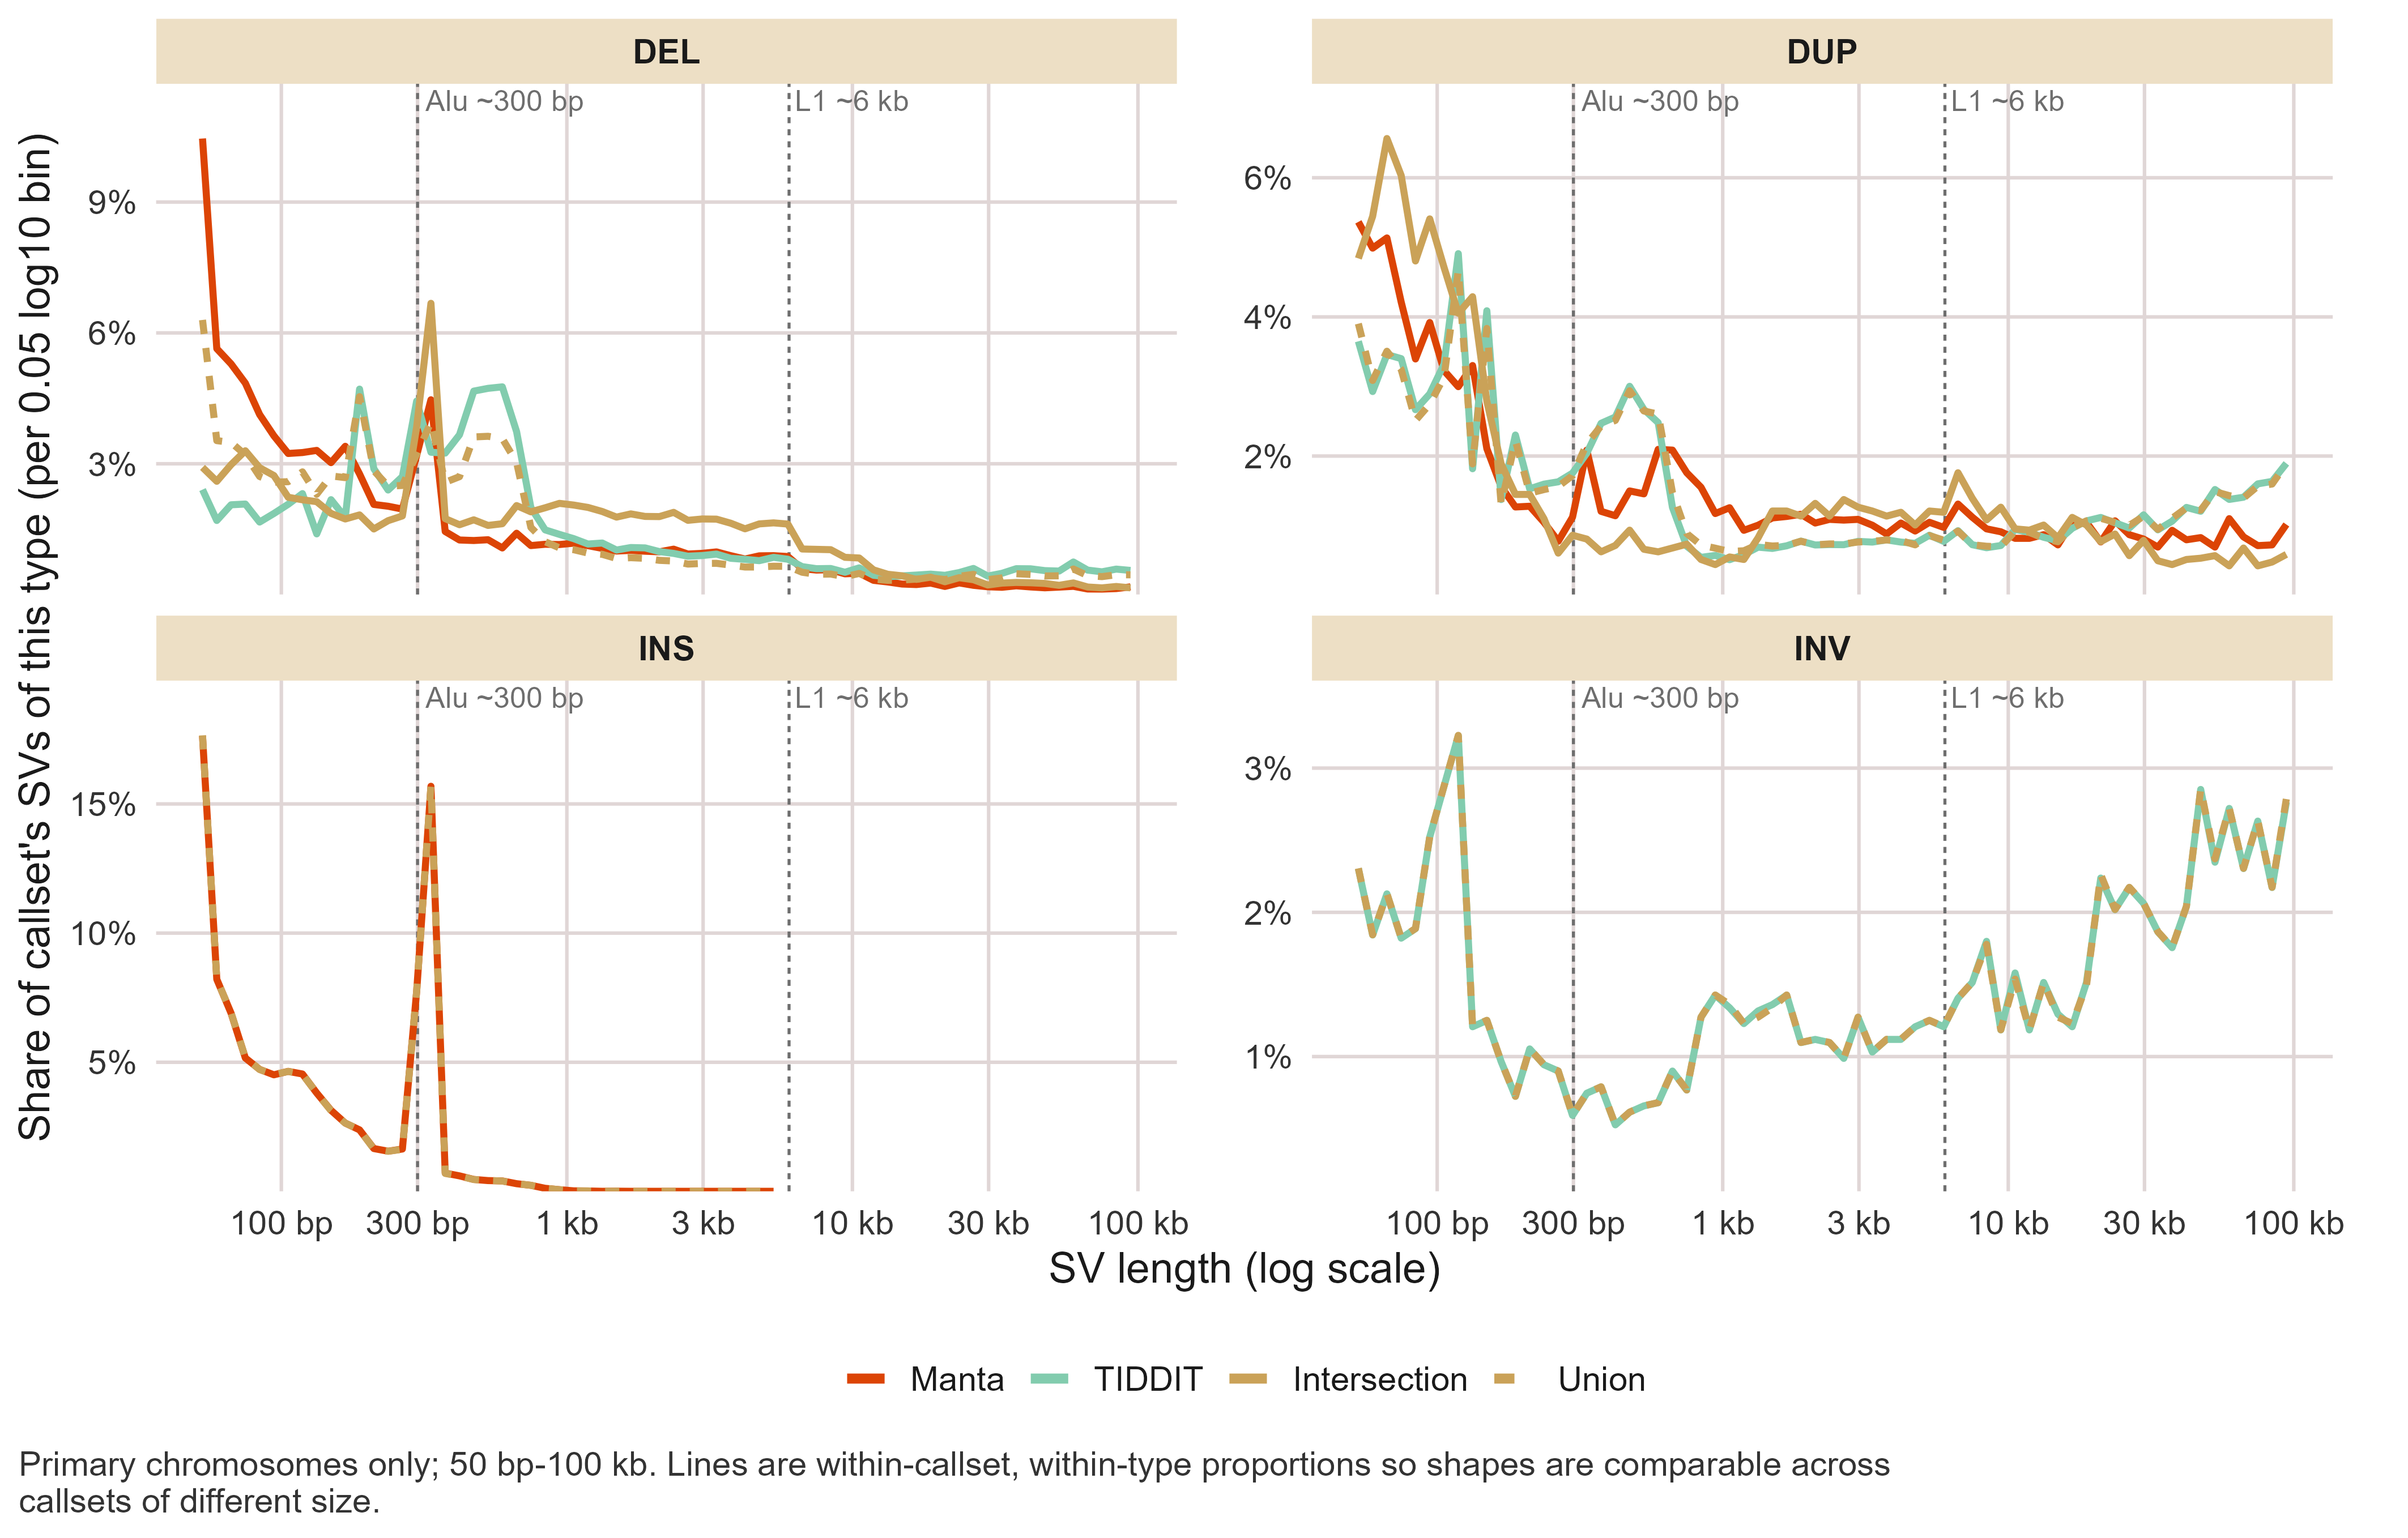 DEL
DUP
Alu ~300 bp
L1 ~6 kb
Alu ~300 bp
L1 ~6 kb
9%
6%
3%
6%
4%
2%
INS
INV
Alu ~300 bp
L1 ~6 kb
Alu ~300 bp
L1 ~6 kb
15%
10%
5%
3%
2%
1%
Share of callset's SVs of this type (per 0.05 log10 bin)
100 bp 300 bp 1 kb 3 kb 10 kb 30 kb 100 kb
100 bp 300 bp 1 kb 3 kb 10 kb 30 kb 100 kb
SV length (log scale)
Manta TIDDIT Intersection Union
Primary chromosomes only; 50 bp-100 kb. Lines are within-callset, within-type proportions so shapes are comparable across
callsets of different size.